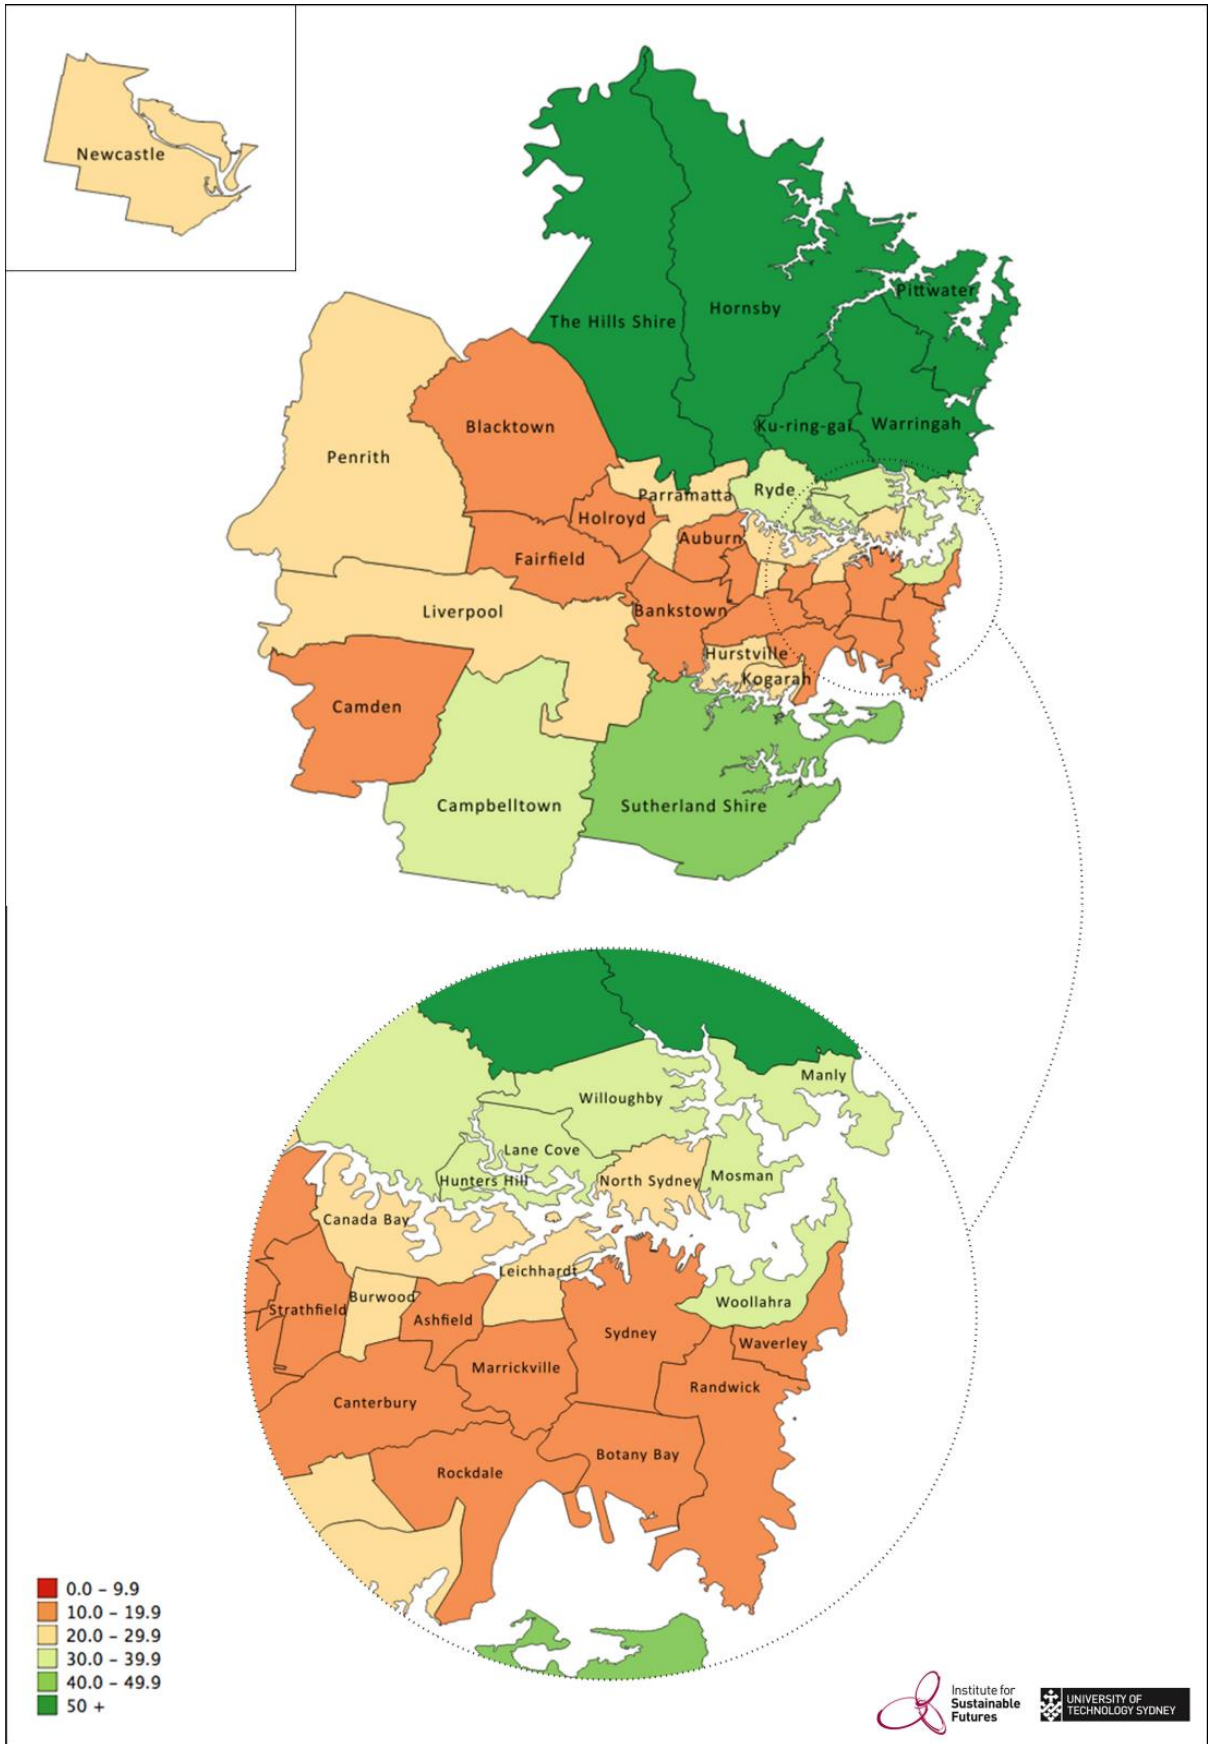 Newcastle
Pittwater
Hornsby
The Hills Shire
Ku-ring-gai
Warringah
Blacktown
Penrith
Ryde
Parramatta
Holroyd
Auburn
Fairfield
Bankstown
Liverpool
Hurstville
Kogarah
Camden
Campbelltown
Sutherland Shire
Manly
Willoughby
Lane Cove
Hunters Hill
North Sydney
Mosman
Canada Bay
Leichhardt
Burwood
Strathfield
Ashfield
Woollahra
Sydney
Waverley
Marrickville
Randwick
Canterbury
Botany Bay
Rockdale
0.0 – 9.9
10.0 – 19.9
20.0 – 29.9
30.0 – 39.9
40.0 – 49.9
50 +
Institute for
Sustainable
Futures
UNIVERSITY OF
TECHNOLOGY SYDNEY